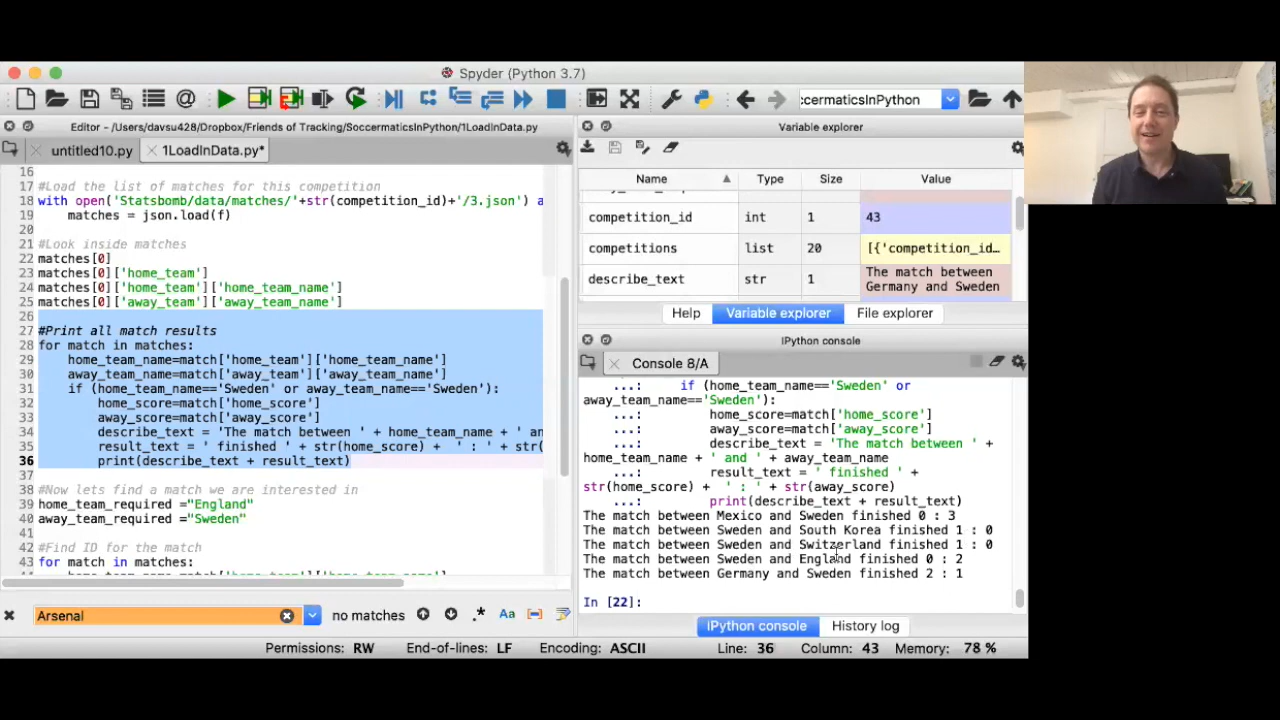 Spyder (Python 3.7)
:ccermaticsInPython
Editor - /Users/davsu428/Dropbox/Friends of Tracking/SoccermaticsInPython/1LoadInData.py
untitled10.py
1LoadInData.py*
16
17 #Load the list of matches for this competition
18 with open('Statsbomb/data/matches/'+str(competition_id)+'/3.json') a
19 matches = json.load(f)
20
21 #Look inside matches
22 matches[0]
23 matches[0]['home_team']
24 matches[0]['home_team']['home_team_name']
25 matches[0]['away_team']['away_team_name']
26
27 #Print all match results
28 for match in matches:
29 home_team_name=match['home_team']['home_team_name']
30 away_team_name=match['away_team']['away_team_name']
31 if (home_team_name=='Sweden' or away_team_name=='Sweden'):
32 home_score=match['home_score']
33 away_score=match['away_score']
34 describe_text = 'The match between ' + home_team_name + ' an
35 result_text = ' finished ' + str(home_score) + ' : ' + str(
36 print(describe_text + result_text)
37
38 #Now lets find a match we are interested in
39 home_team_required ="England"
40 away_team_required ="Sweden"
41
42 #Find ID for the match
43 for match in matches:
Arsenal
no matches
.*
Aa
Variable explorer
Name Type Size Value
competition_id int 1 43
competitions list 20 [{'competition_id…
describe_text str 1 The match between
Germany and Sweden
Help Variable explorer File explorer
IPython console
Console 8/A
...: if (home_team_name=='Sweden' or
away_team_name=='Sweden'):
...: home_score=match['home_score']
...: away_score=match['away_score']
...: describe_text = 'The match between ' +
home_team_name + ' and ' + away_team_name
...: result_text = ' finished ' +
str(home_score) + ' : ' + str(away_score)
...: print(describe_text + result_text)
The match between Mexico and Sweden finished 0 : 3
The match between Sweden and South Korea finished 1 : 0
The match between Sweden and Switzerland finished 1 : 0
The match between Sweden and England finished 0 : 2
The match between Germany and Sweden finished 2 : 1
In [22]:
IPython console History log
Permissions: RW End-of-lines: LF Encoding: ASCII Line: 36 Column: 43 Memory: 78 %